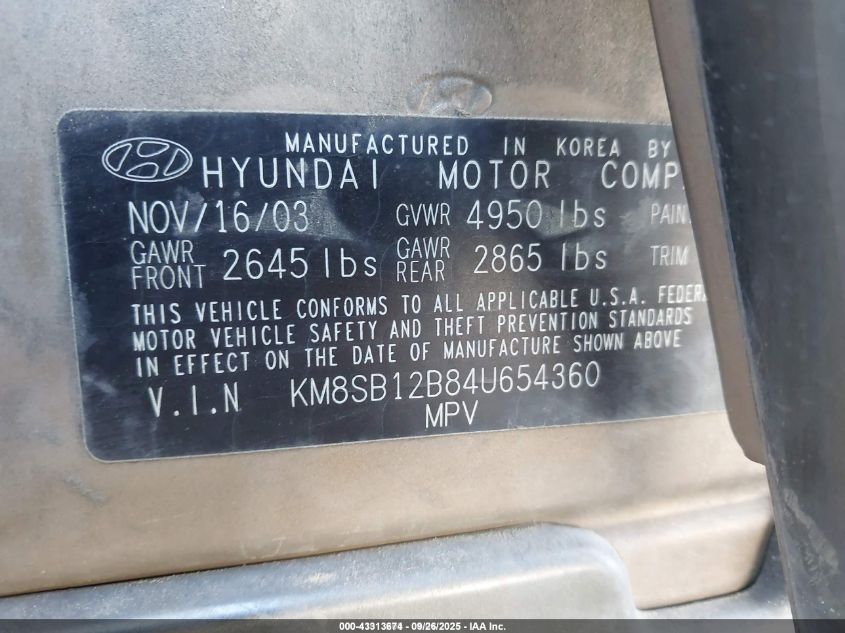 MANUFACTURED IN KOREA BY
HYUNDAI MOTOR COMP
NOV/16/03 GVWR 4950 lbs PAIN
GAWR FRONT 2645 lbs GAWR REAR 2865 lbs TRIM
THIS VEHICLE CONFORMS TO ALL APPLICABLE U.S.A. FEDER
MOTOR VEHICLE SAFETY AND THEFT PREVENTION STANDARDS
IN EFFECT ON THE DATE OF MANUFACTURE SHOWN ABOVE
V.I.N KM8SB12B84U654360
MPV
000-43313674 - 09/26/2025 - IAA Inc.